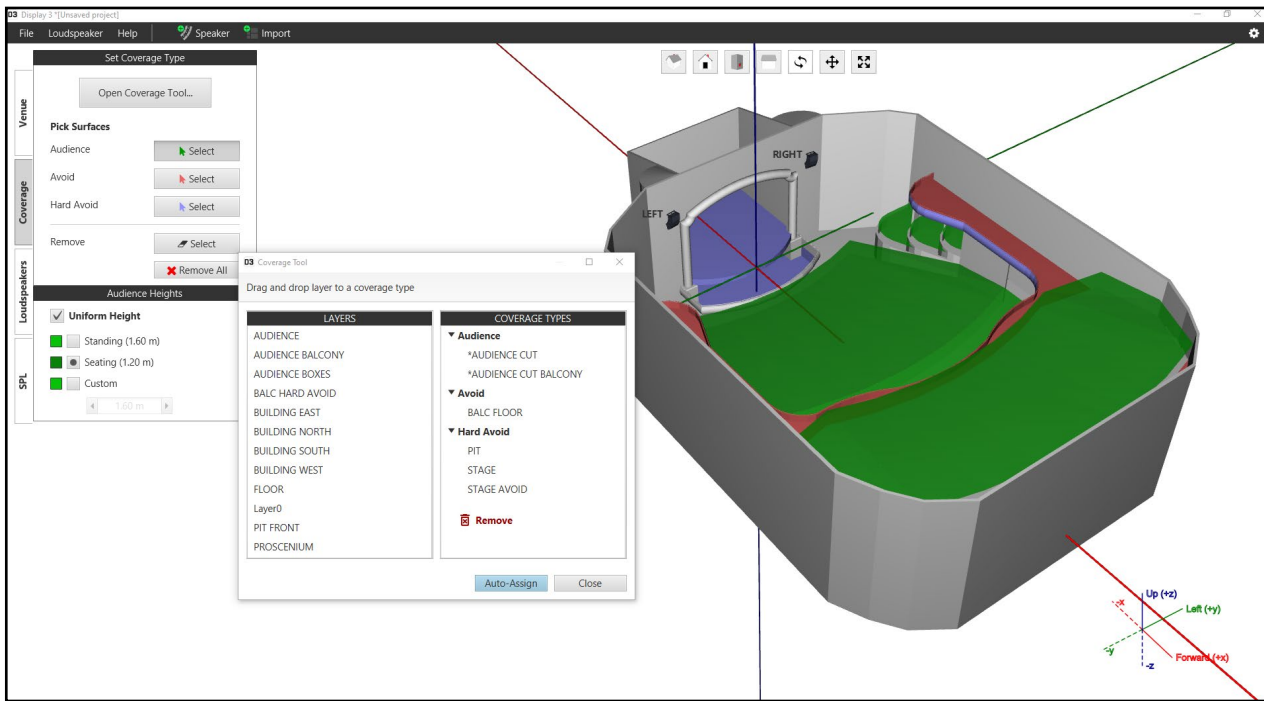 D3 Display 3 *[Unsaved project]
File Loudspeaker Help Speaker Import
Set Coverage Type
Open Coverage Tool...
Pick Surfaces
Audience Select
Avoid Select
Hard Avoid Select
Remove Select
Remove All
Audience Heights
Uniform Height
Standing (1.60 m)
Seating (1.20 m)
Custom
1.60 m
Venue
Coverage
Loudspeakers
SPL
D3 Coverage Tool
Drag and drop layer to a coverage type
LAYERS
AUDIENCE
AUDIENCE BALCONY
AUDIENCE BOXES
BALC HARD AVOID
BUILDING EAST
BUILDING NORTH
BUILDING SOUTH
BUILDING WEST
FLOOR
Layer0
PIT FRONT
PROSCENIUM
COVERAGE TYPES
Audience
*AUDIENCE CUT
*AUDIENCE CUT BALCONY
Avoid
BALC FLOOR
Hard Avoid
PIT
STAGE
STAGE AVOID
Remove
Auto-Assign Close
RIGHT
LEFT
Up (+z)
-x
Left (+y)
-y
Forward (+x)
-z